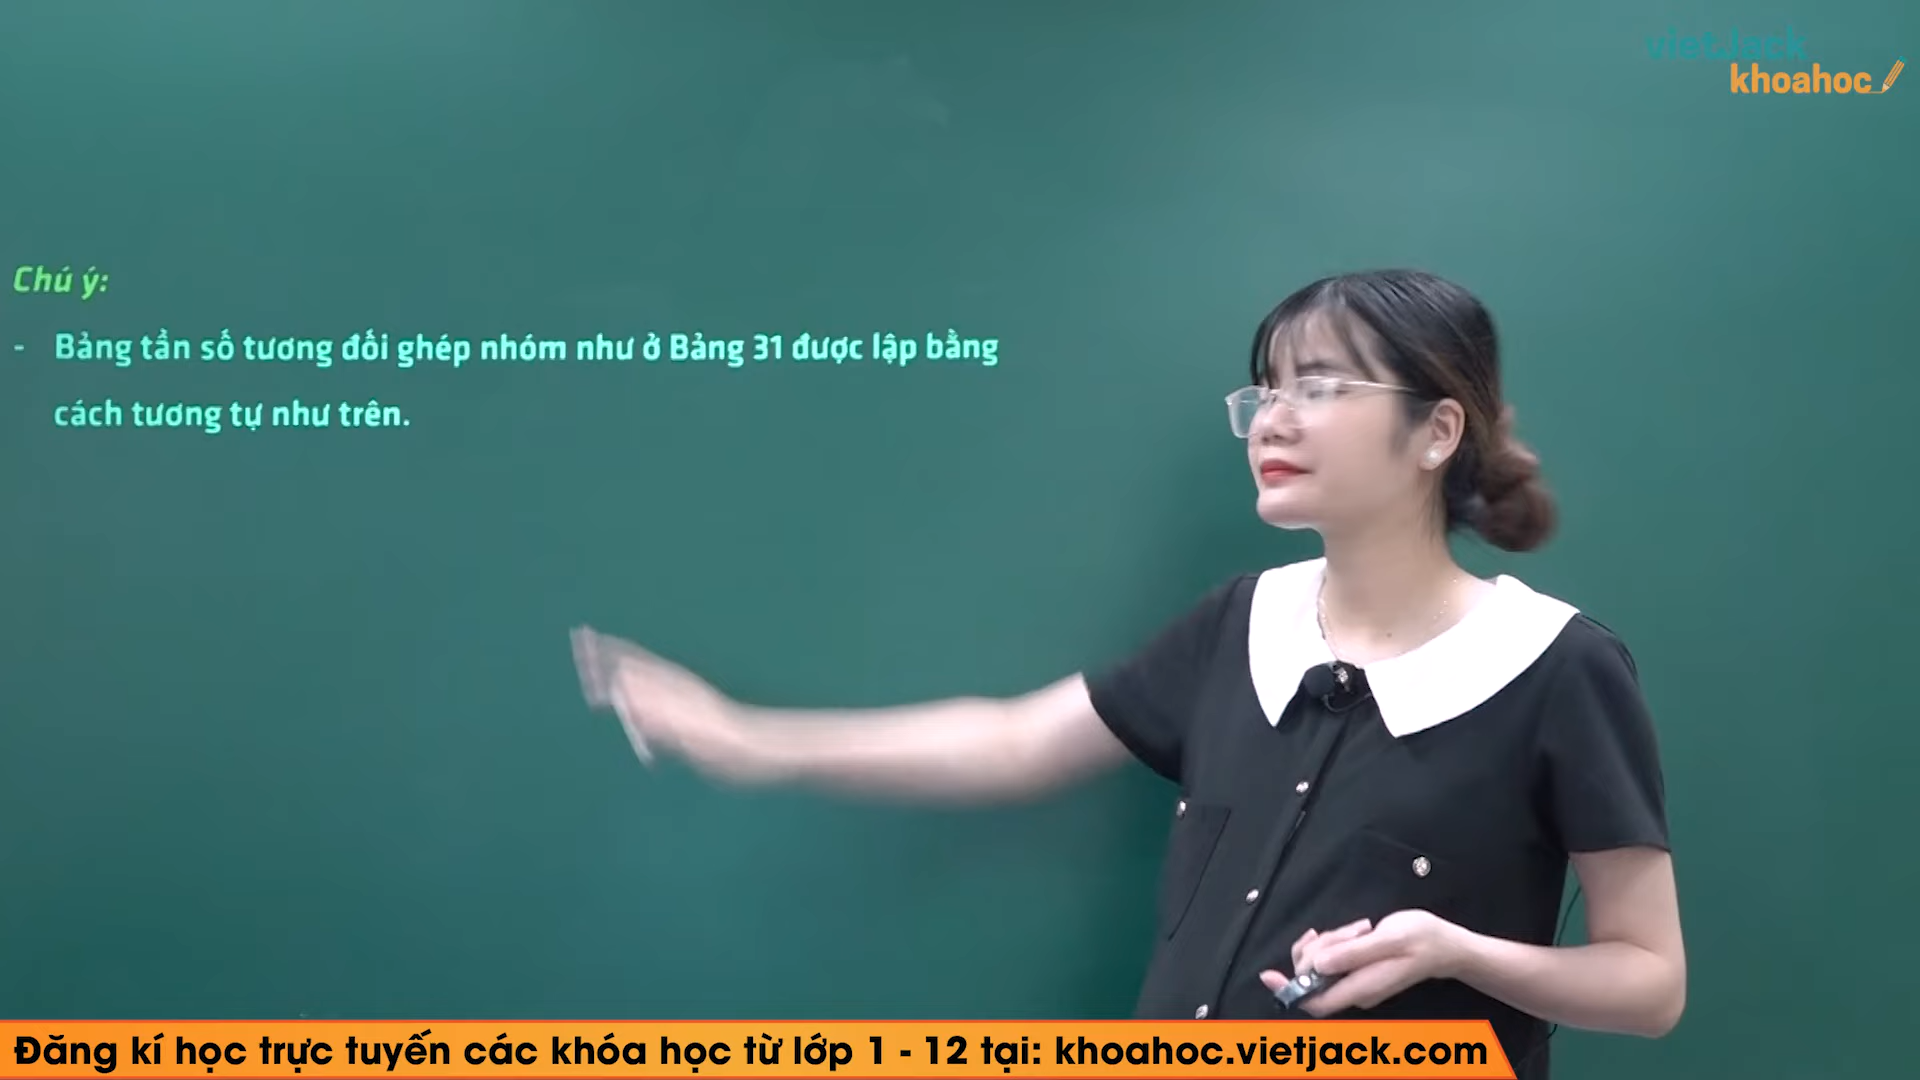 vietJack
khoahoc
Chú ý:
- Bảng tần số tương đối ghép nhóm như ở Bảng 31 được lập bằng
cách tương tự như trên.
Đăng kí học trực tuyến các khóa học từ lớp 1 - 12 tại: khoahoc.vietjack.com